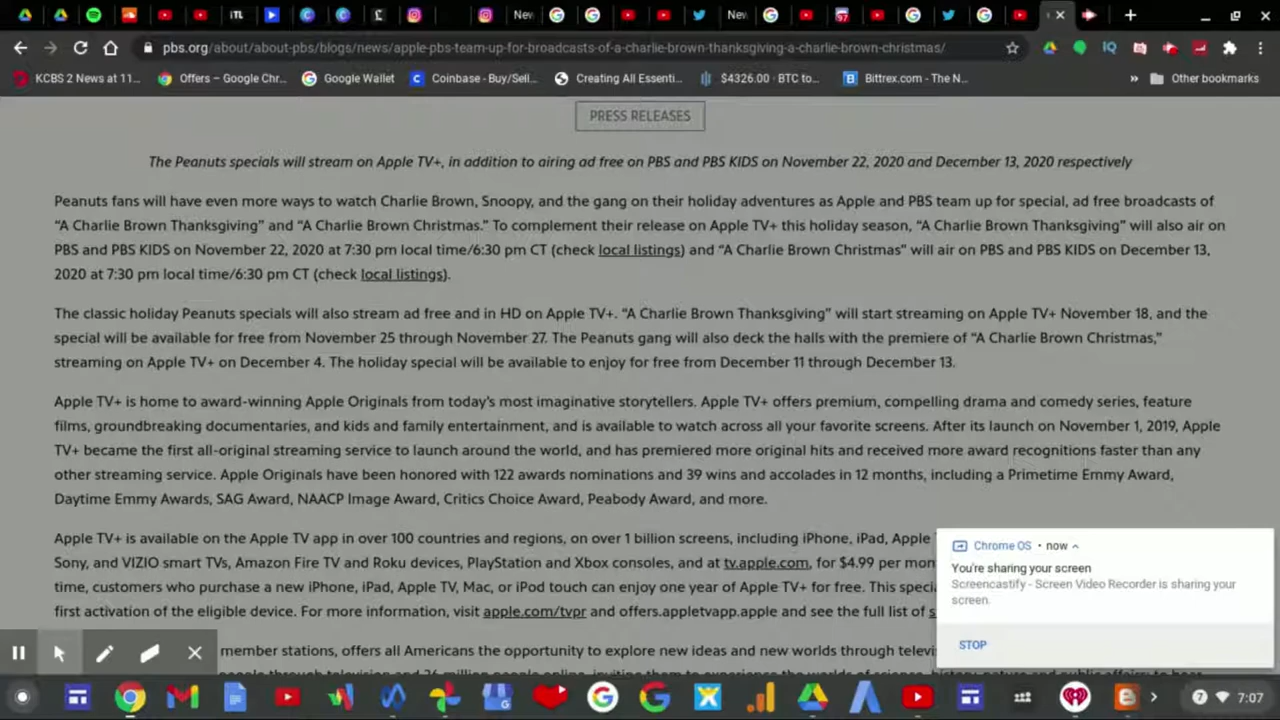 New
New
pbs.org/about/about-pbs/blogs/news/apple-pbs-team-up-for-broadcasts-of-a-charlie-brown-thanksgiving-a-charlie-brown-christmas/
KCBS 2 News at 11... Offers – Google Chr... Google Wallet Coinbase - Buy/Sell... Creating All Essenti... $4326.00 · BTC to... Bittrex.com - The N... » Other bookmarks
PRESS RELEASES
The Peanuts specials will stream on Apple TV+, in addition to airing ad free on PBS and PBS KIDS on November 22, 2020 and December 13, 2020 respectively
Peanuts fans will have even more ways to watch Charlie Brown, Snoopy, and the gang on their holiday adventures as Apple and PBS team up for special, ad free broadcasts of
“A Charlie Brown Thanksgiving” and “A Charlie Brown Christmas.” To complement their release on Apple TV+ this holiday season, “A Charlie Brown Thanksgiving” will also air on
PBS and PBS KIDS on November 22, 2020 at 7:30 pm local time/6:30 pm CT (check local listings) and “A Charlie Brown Christmas” will air on PBS and PBS KIDS on December 13,
2020 at 7:30 pm local time/6:30 pm CT (check local listings).
The classic holiday Peanuts specials will also stream ad free and in HD on Apple TV+. “A Charlie Brown Thanksgiving” will start streaming on Apple TV+ November 18, and the
special will be available for free from November 25 through November 27. The Peanuts gang will also deck the halls with the premiere of “A Charlie Brown Christmas,”
streaming on Apple TV+ on December 4. The holiday special will be available to enjoy for free from December 11 through December 13.
Apple TV+ is home to award-winning Apple Originals from today’s most imaginative storytellers. Apple TV+ offers premium, compelling drama and comedy series, feature
films, groundbreaking documentaries, and kids and family entertainment, and is available to watch across all your favorite screens. After its launch on November 1, 2019, Apple
TV+ became the first all-original streaming service to launch around the world, and has premiered more original hits and received more award recognitions faster than any
other streaming service. Apple Originals have been honored with 122 awards nominations and 39 wins and accolades in 12 months, including a Primetime Emmy Award,
Daytime Emmy Awards, SAG Award, NAACP Image Award, Critics Choice Award, Peabody Award, and more.
Apple TV+ is available on the Apple TV app in over 100 countries and regions, on over 1 billion screens, including iPhone, iPad, Apple
Sony, and VIZIO smart TVs, Amazon Fire TV and Roku devices, PlayStation and Xbox consoles, and at tv.apple.com, for $4.99 per mon
time, customers who purchase a new iPhone, iPad, Apple TV, Mac, or iPod touch can enjoy one year of Apple TV+ for free. This speci
first activation of the eligible device. For more information, visit apple.com/tvpr and offers.appletvapp.apple and see the full list of s
member stations, offers all Americans the opportunity to explore new ideas and new worlds through televi
Chrome OS • now
You're sharing your screen
Screencastify - Screen Video Recorder is sharing your
screen.
STOP
7:07